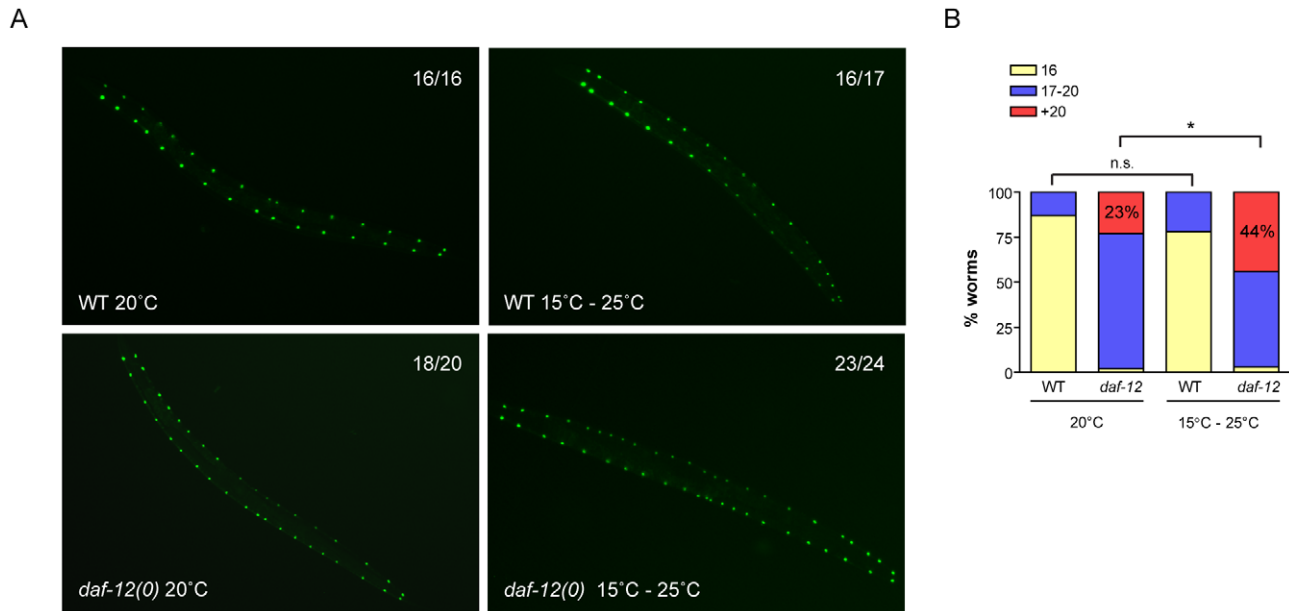 A
16/16
WT 20˚C
16/17
WT 15˚C - 25˚C
18/20
daf-12(0) 20˚C
23/24
daf-12(0) 15˚C - 25˚C
B
16
17-20
+20
*
n.s.
% worms
100
75
50
25
0
23%
44%
WT
daf-12
WT
daf-12
20°C
15°C - 25°C